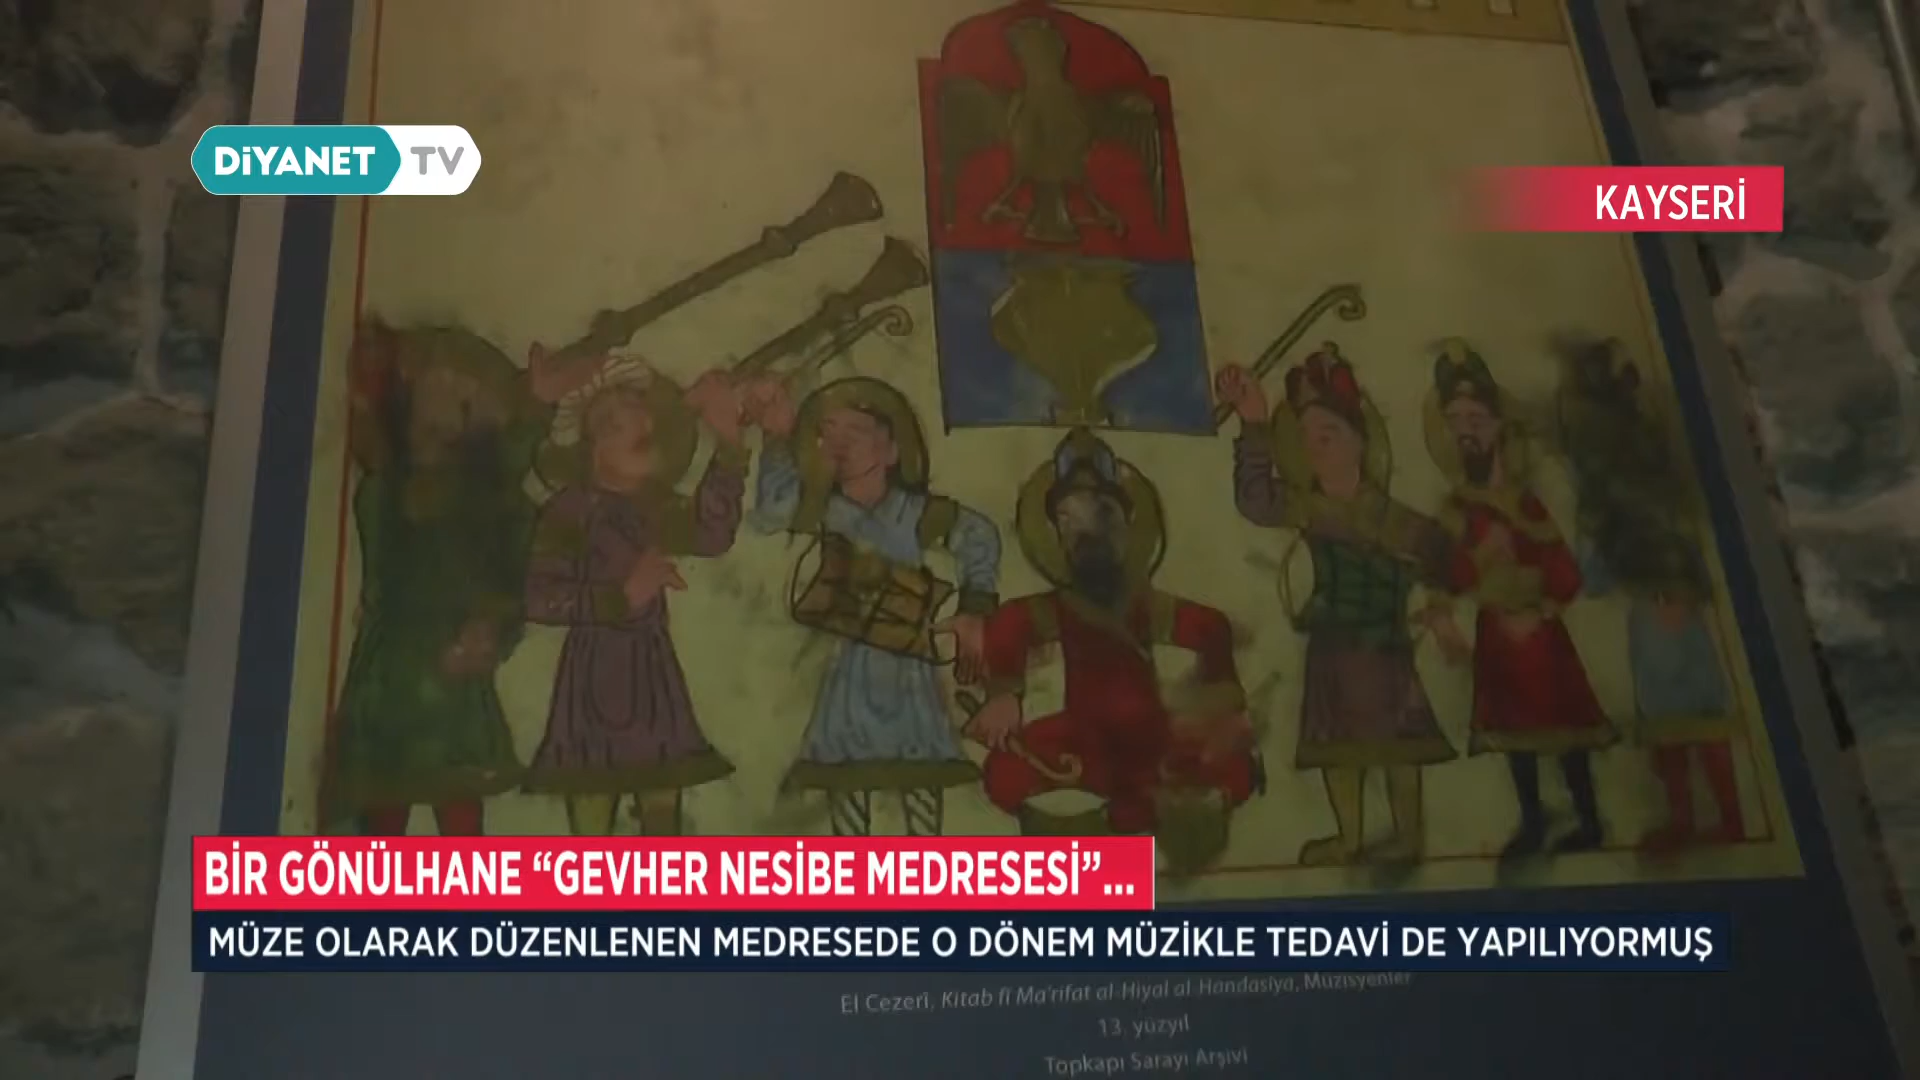 DİYANET TV
KAYSERİ
BİR GÖNÜLHANE “GEVHER NESİBE MEDRESESİ”...
MÜZE OLARAK DÜZENLENEN MEDRESEDE O DÖNEM MÜZİKLE TEDAVİ DE YAPILIYORMUŞ
El Cezerî, Kitab fî Ma'rifat al-Hiyal al-Handasiya, Müzisyenler
13. yüzyıl
Topkapı Sarayı Arşivi